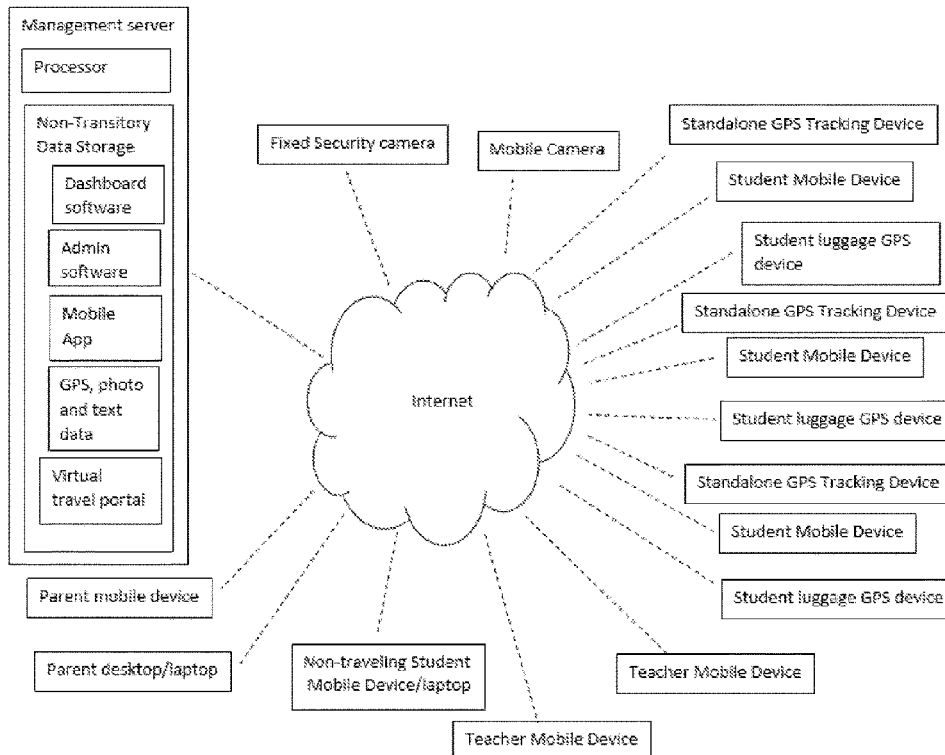 Management server
Processor
Non-Transitory
Data Storage
Dashboard
software
Admin
software
Mobile
App
GPS, photo
and text
data
Virtual
travel portal
Fixed Security camera
Mobile Camera
Standalone GPS Tracking Device
Student Mobile Device
Student luggage GPS
device
Standalone GPS Tracking Device
Student Mobile Device
Student luggage GPS device
Standalone GPS Tracking Device
Student Mobile Device
Student luggage GPS device
Internet
Parent mobile device
Parent desktop/laptop
Non-traveling Student
Mobile Device/laptop
Teacher Mobile Device
Teacher Mobile Device